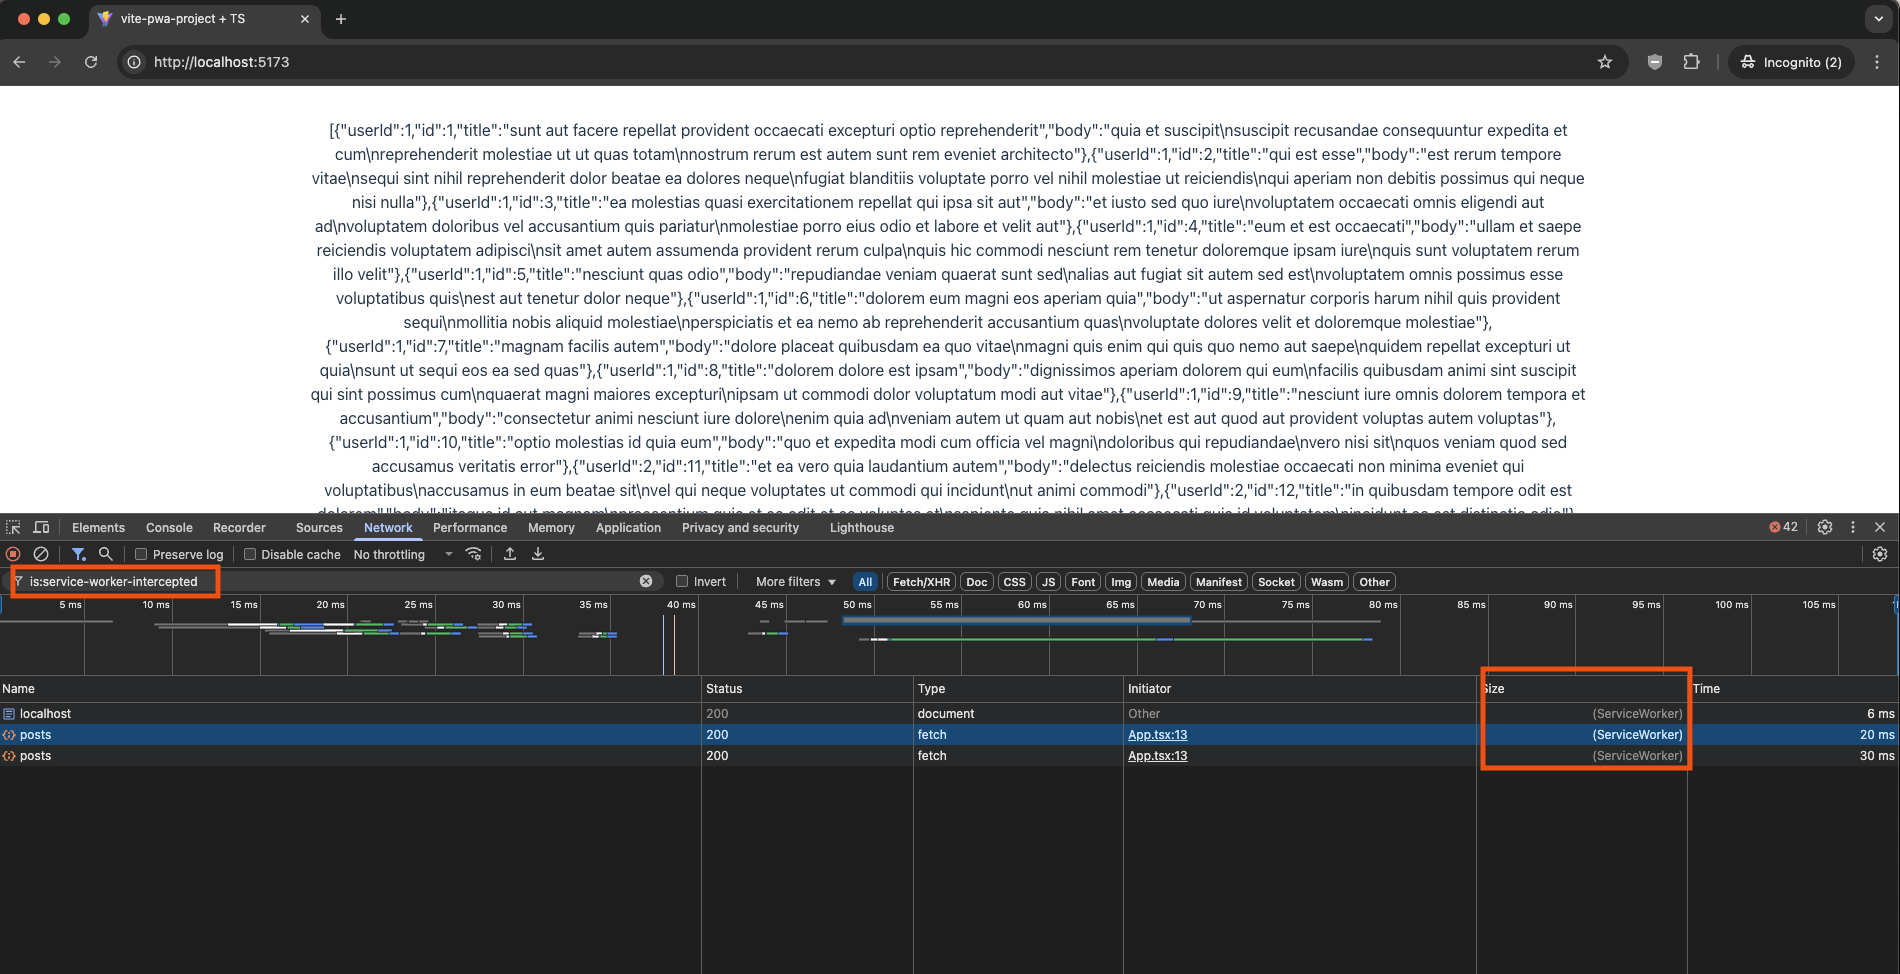 vite-pwa-project + TS
http://localhost:5173
Incognito (2)
[{"userId":1,"id":1,"title":"sunt aut facere repellat provident occaecati excepturi optio reprehenderit","body":"quia et suscipit\nsuscipit recusandae consequuntur expedita et
cum\nreprehenderit molestiae ut ut quas totam\nnostrum rerum est autem sunt rem eveniet architecto"},{"userId":1,"id":2,"title":"qui est esse","body":"est rerum tempore
vitae\nsequi sint nihil reprehenderit dolor beatae ea dolores neque\nfugiat blanditiis voluptate porro vel nihil molestiae ut reiciendis\nqui aperiam non debitis possimus qui neque
nisi nulla"},{"userId":1,"id":3,"title":"ea molestias quasi exercitationem repellat qui ipsa sit aut","body":"et iusto sed quo iure\nvoluptatem occaecati omnis eligendi aut
ad\nvoluptatem doloribus vel accusantium quis pariatur\nmolestiae porro eius odio et labore et velit aut"},{"userId":1,"id":4,"title":"eum et est occaecati","body":"ullam et saepe
reiciendis voluptatem adipisci\nsit amet autem assumenda provident rerum culpa\nquis hic commodi nesciunt rem tenetur doloremque ipsam iure\nquis sunt voluptatem rerum
illo velit"},{"userId":1,"id":5,"title":"nesciunt quas odio","body":"repudiandae veniam quaerat sunt sed\nalias aut fugiat sit autem sed est\nvoluptatem omnis possimus esse
voluptatibus quis\nest aut tenetur dolor neque"},{"userId":1,"id":6,"title":"dolorem eum magni eos aperiam quia","body":"ut aspernatur corporis harum nihil quis provident
sequi\nmollitia nobis aliquid molestiae\nperspiciatis et ea nemo ab reprehenderit accusantium quas\nvoluptate dolores velit et doloremque molestiae"},
{"userId":1,"id":7,"title":"magnam facilis autem","body":"dolore placeat quibusdam ea quo vitae\nmagni quis enim qui quis quo nemo aut saepe\nquidem repellat excepturi ut
quia\nsunt ut sequi eos ea sed quas"},{"userId":1,"id":8,"title":"dolorem dolore est ipsam","body":"dignissimos aperiam dolorem qui eum\nfacilis quibusdam animi sint suscipit
qui sint possimus cum\nquaerat magni maiores excepturi\nipsam ut commodi dolor voluptatum modi aut vitae"},{"userId":1,"id":9,"title":"nesciunt iure omnis dolorem tempora et
accusantium","body":"consectetur animi nesciunt iure dolore\nenim quia ad\nveniam autem ut quam aut nobis\net est aut quod aut provident voluptas autem voluptas"},
{"userId":1,"id":10,"title":"optio molestias id quia eum","body":"quo et expedita modi cum officia vel magni\ndoloribus qui repudiandae\nvero nisi sit\nquos veniam quod sed
accusamus veritatis error"},{"userId":2,"id":11,"title":"et ea vero quia laudantium autem","body":"delectus reiciendis molestiae occaecati non minima eveniet qui
voluptatibus\naccusamus in eum beatae sit\nvel qui neque voluptates ut commodi qui incidunt\nut animi commodi"},{"userId":2,"id":12,"title":"in quibusdam tempore odit est
Elements Console Recorder Sources Network Performance Memory Application Privacy and security Lighthouse 42
Preserve log Disable cache No throttling
is:service-worker-intercepted Invert More filters All Fetch/XHR Doc CSS JS Font Img Media Manifest Socket Wasm Other
5 ms 10 ms 15 ms 20 ms 25 ms 30 ms 35 ms 40 ms 45 ms 50 ms 55 ms 60 ms 65 ms 70 ms 75 ms 80 ms 85 ms 90 ms 95 ms 100 ms 105 ms
Name Status Type Initiator Size Time
localhost 200 document Other (ServiceWorker) 6 ms
posts 200 fetch App.tsx:13 (ServiceWorker) 20 ms
posts 200 fetch App.tsx:13 (ServiceWorker) 30 ms